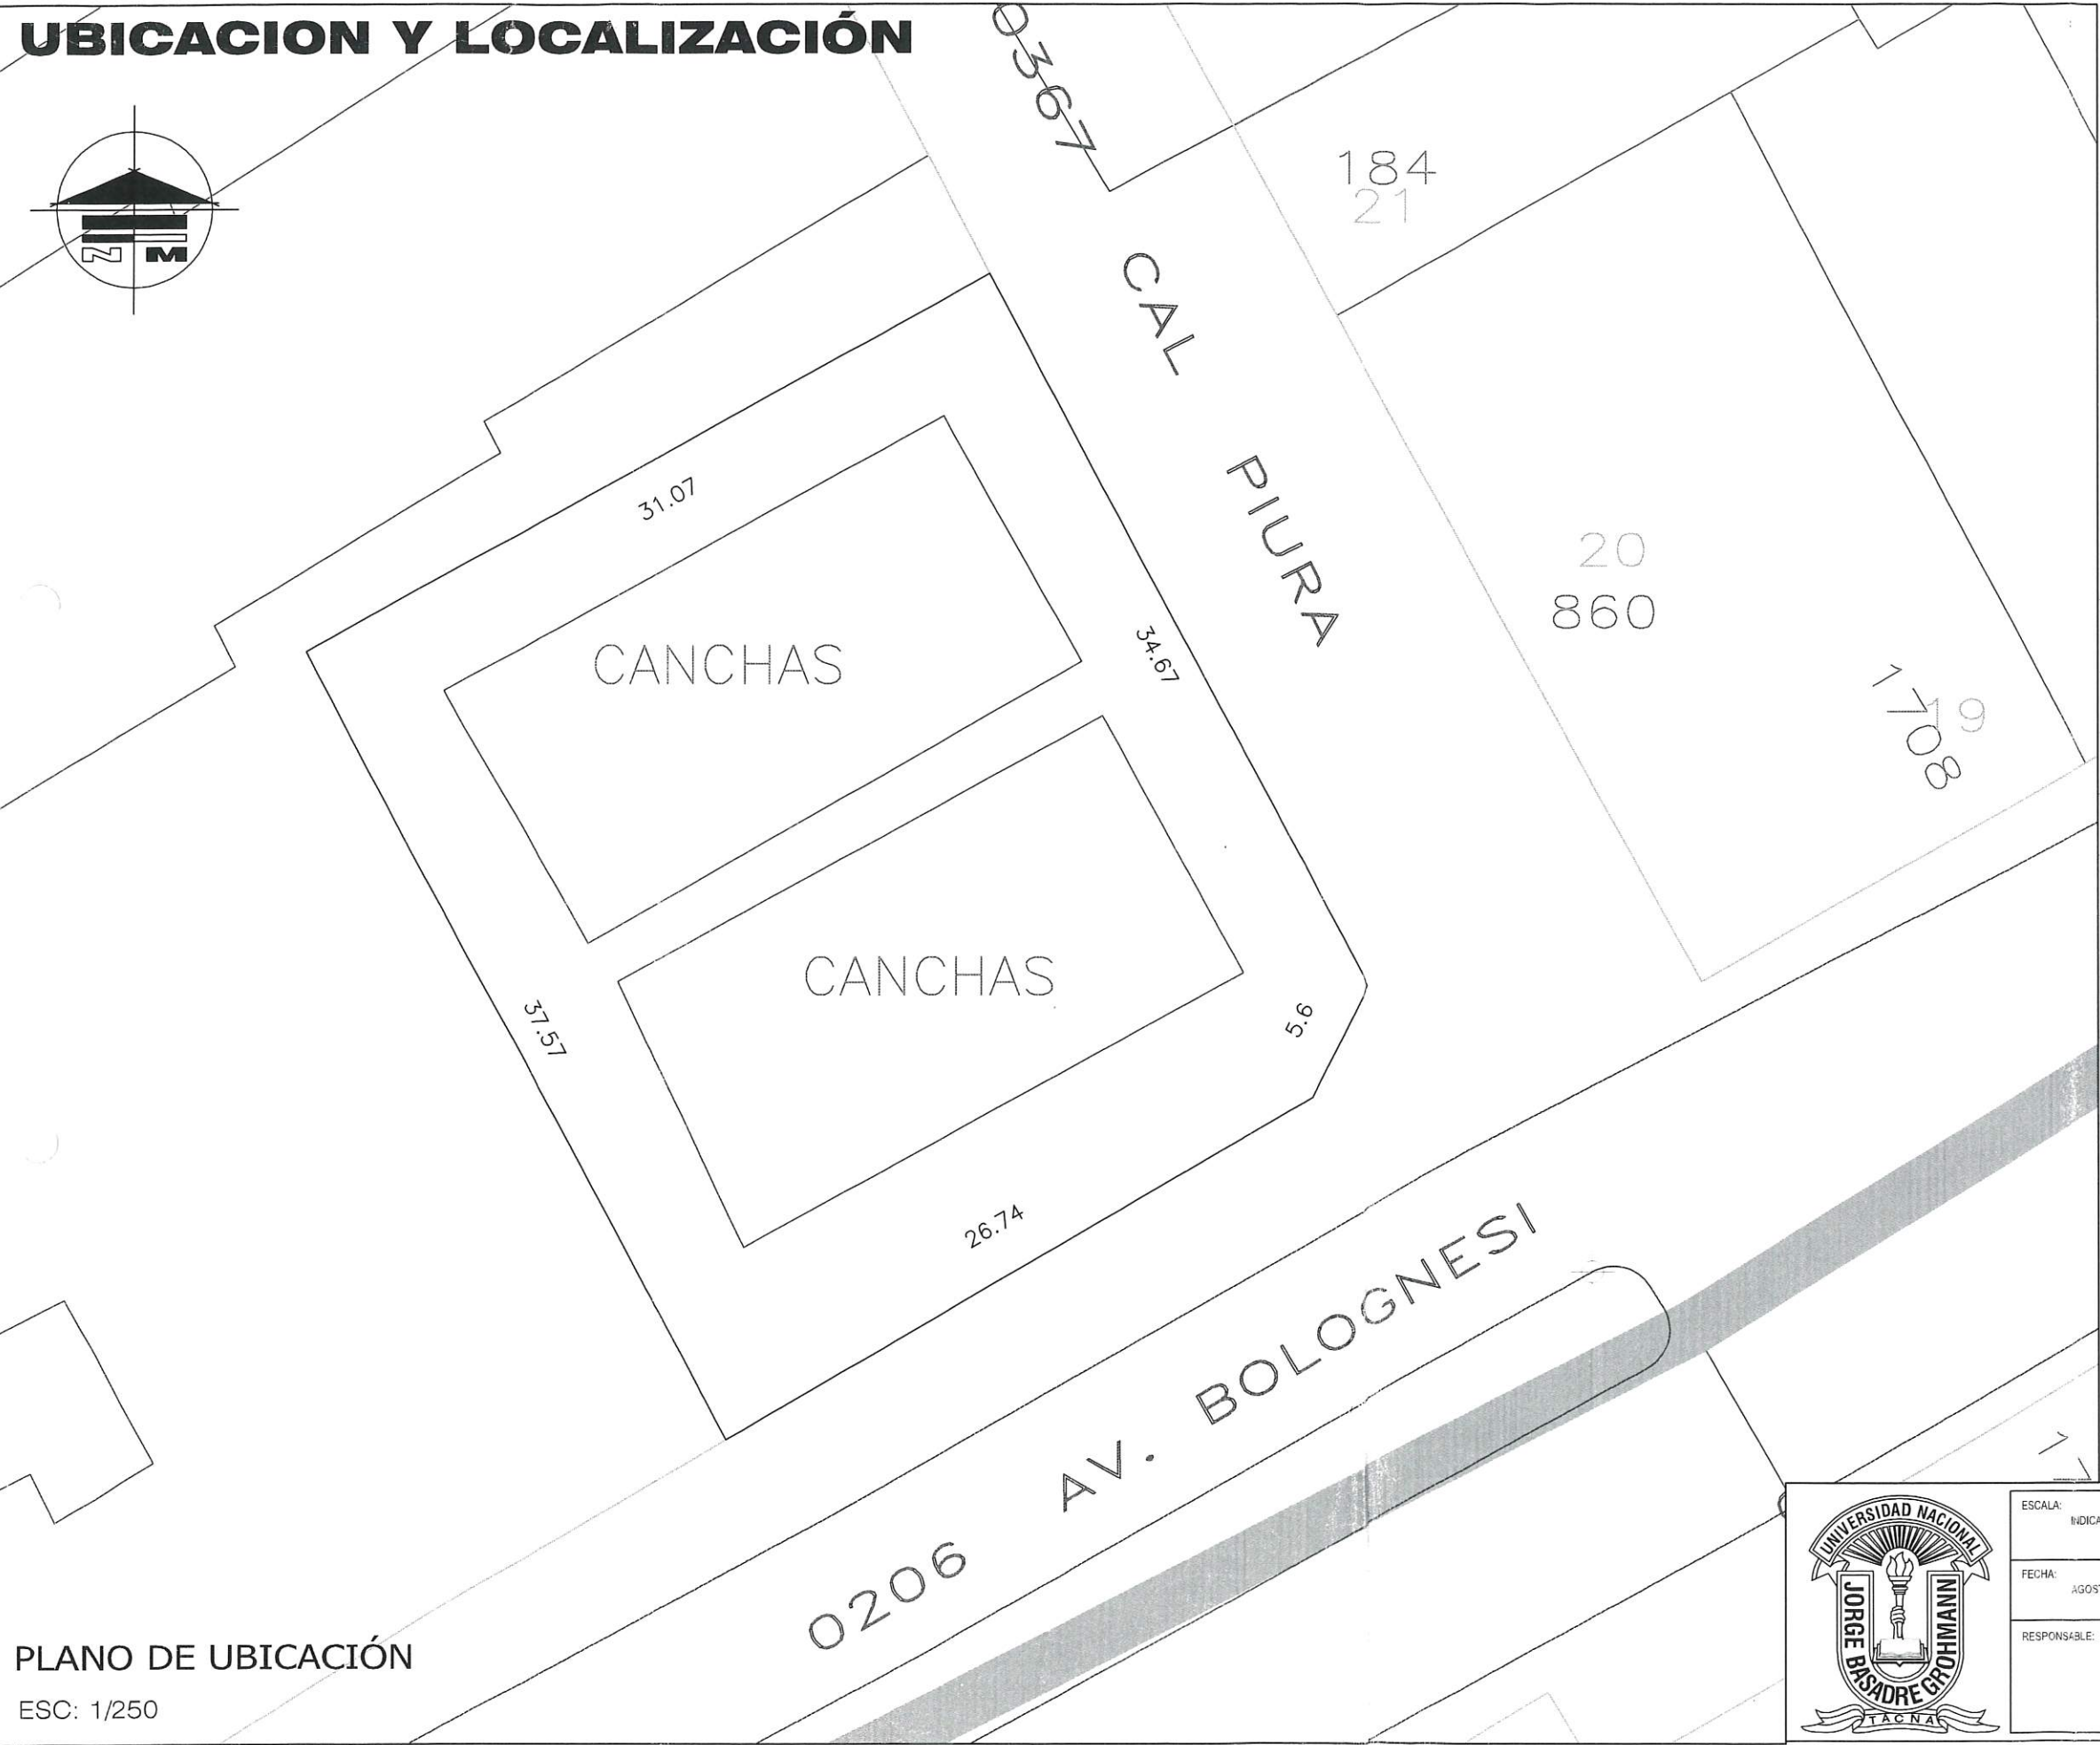 UBICACION Y LOCALIZACIÓN
N M
0367
CAL PIURA
184
21
31.07
CANCHAS
34.67
20
860
19
1708
CANCHAS
37.57
5.6
26.74
0206 AV. BOLOGNESI
PLANO DE UBICACIÓN
ESC: 1/250
UNIVERSIDAD NACIONAL
JORGE BASADRE GROHMANN
TACNA
ESCALA:
FECHA:
RESPONSABLE: